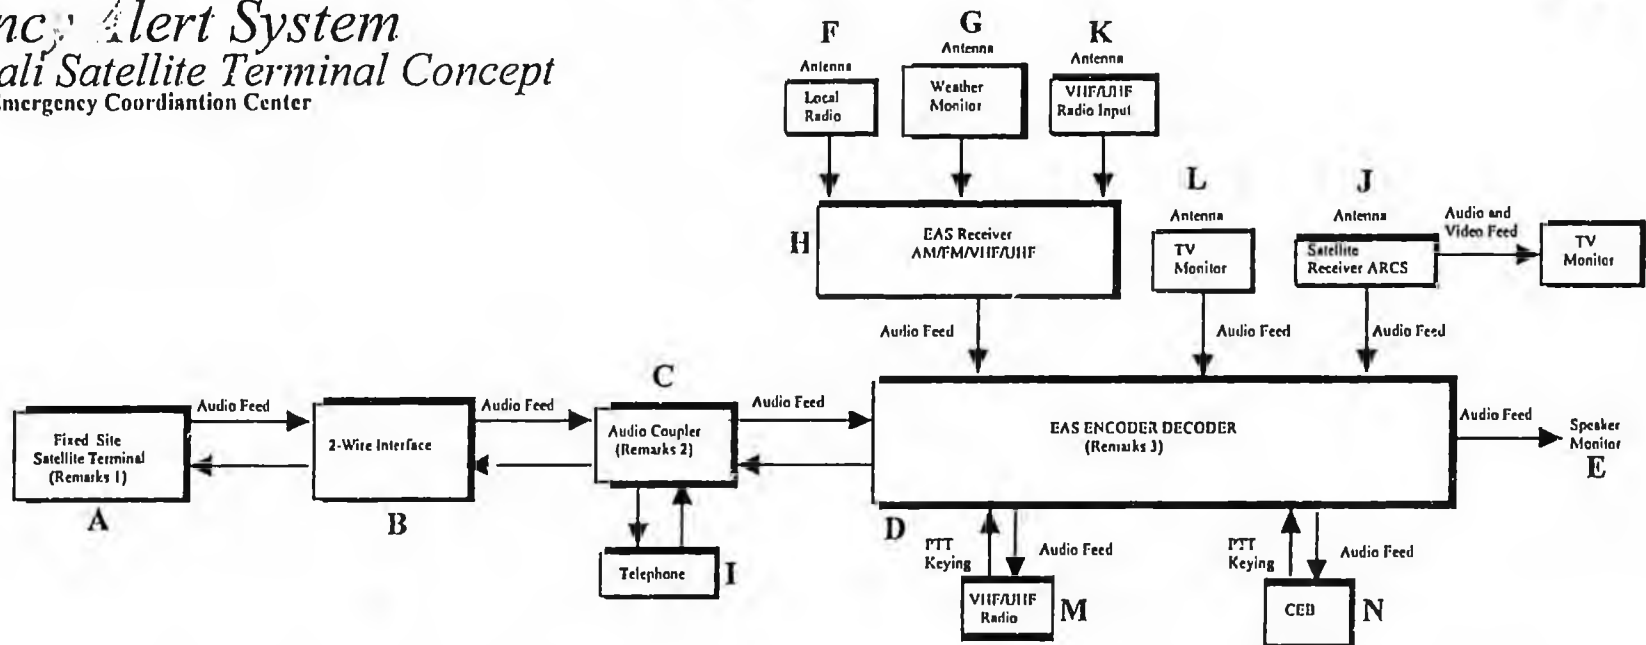 ncy Alert System
ali Satellite Terminal Concept
Emergency Coordiantion Center
F
G
K
Antenna
Antenna
Antenna
Local
Radio
Weather
Monitor
VHF/UHF
Radio Input
H
EAS Receiver
AM/FM/VHF/UHF
L
Antenna
TV
Monitor
J
Antenna
Satellite
Receiver ARCS
Audio and
Video Feed
TV
Monitor
Audio Feed
Audio Feed
Audio Feed
Fixed Site
Satellite Terminal
(Remarks 1)
A
Audio Feed
2-Wire Interface
B
Audio Feed
C
Audio Coupler
(Remarks 2)
Audio Feed
EAS ENCODER DECODER
(Remarks 3)
D
Audio Feed
Speaker
Monitor
E
Telephone
I
PTT
Keying
Audio Feed
VHF/UHF
Radio
M
PTT
Keying
Audio Feed
CEB
N